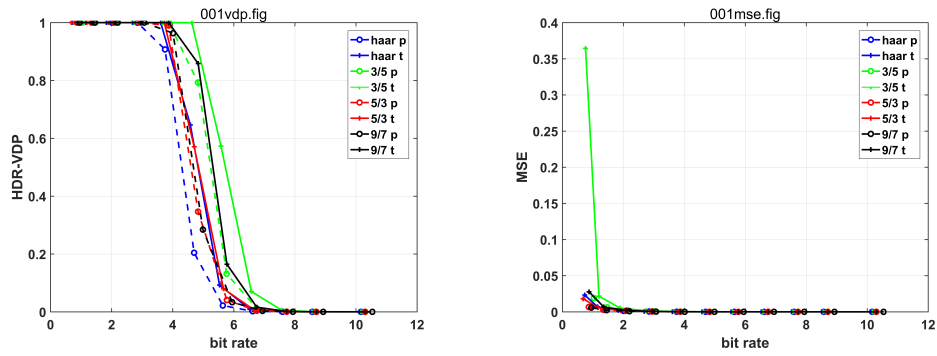 001vdp.fig
1
0.8
0.6
0.4
0.2
0
HDR-VDP
0 2 4 6 8 10 12
bit rate
haar p
haar t
3/5 p
3/5 t
5/3 p
5/3 t
9/7 p
9/7 t
001mse.fig
0.4
0.35
0.3
0.25
0.2
0.15
0.1
0.05
0
MSE
0 2 4 6 8 10 12
bit rate
haar p
haar t
3/5 p
3/5 t
5/3 p
5/3 t
9/7 p
9/7 t